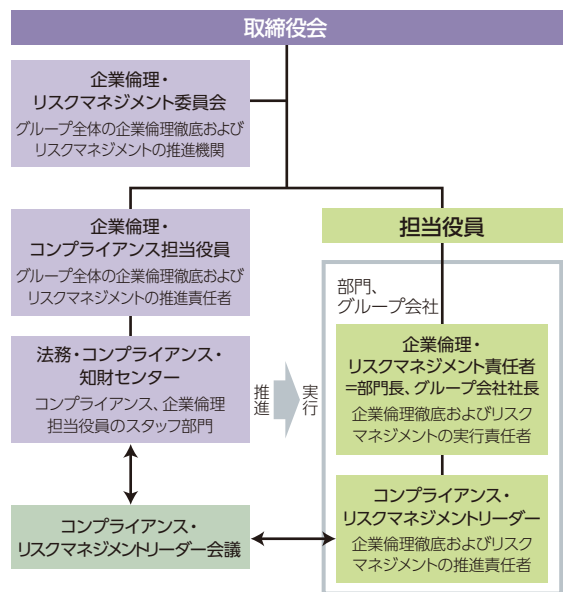 取締役会
企業倫理・
リスクマネジメント委員会
グループ全体の企業倫理徹底および
リスクマネジメントの推進機関
企業倫理・
コンプライアンス担当役員
グループ全体の企業倫理徹底および
リスクマネジメントの推進責任者
法務・コンプライアンス・
知財センター
コンプライアンス、企業倫理
担当役員のスタッフ部門
コンプライアンス・
リスクマネジメントリーダー会議
推進
実行
担当役員
部門、
グループ会社
企業倫理・
リスクマネジメント責任者
=部門長、グループ会社社長
企業倫理徹底およびリスク
マネジメントの実行責任者
コンプライアンス・
リスクマネジメントリーダー
企業倫理徹底およびリスク
マネジメントの推進責任者